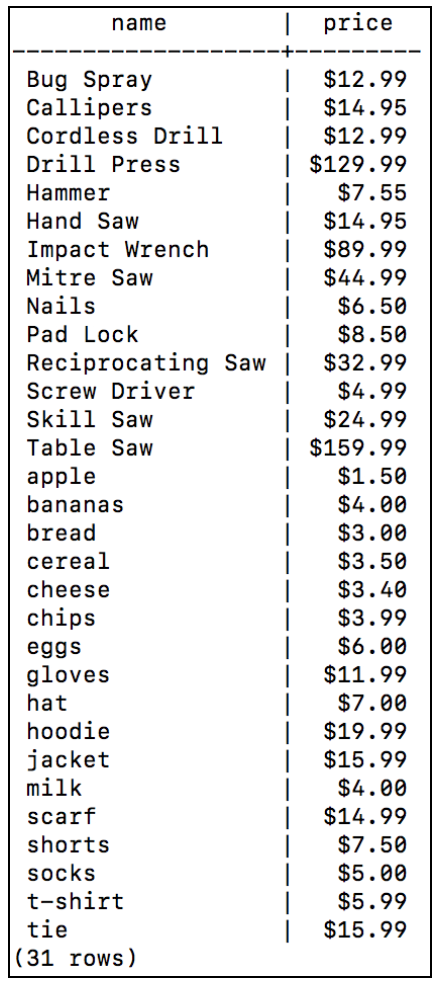 name | price
--------------------+----------
Bug Spray | $12.99
Callipers | $14.95
Cordless Drill | $12.99
Drill Press | $129.99
Hammer | $7.55
Hand Saw | $14.95
Impact Wrench | $89.99
Mitre Saw | $44.99
Nails | $6.50
Pad Lock | $8.50
Reciprocating Saw | $32.99
Screw Driver | $4.99
Skill Saw | $24.99
Table Saw | $159.99
apple | $1.50
bananas | $4.00
bread | $3.00
cereal | $3.50
cheese | $3.40
chips | $3.99
eggs | $6.00
gloves | $11.99
hat | $7.00
hoodie | $19.99
jacket | $15.99
milk | $4.00
scarf | $14.99
shorts | $7.50
socks | $5.00
t-shirt | $5.99
tie | $15.99
(31 rows)